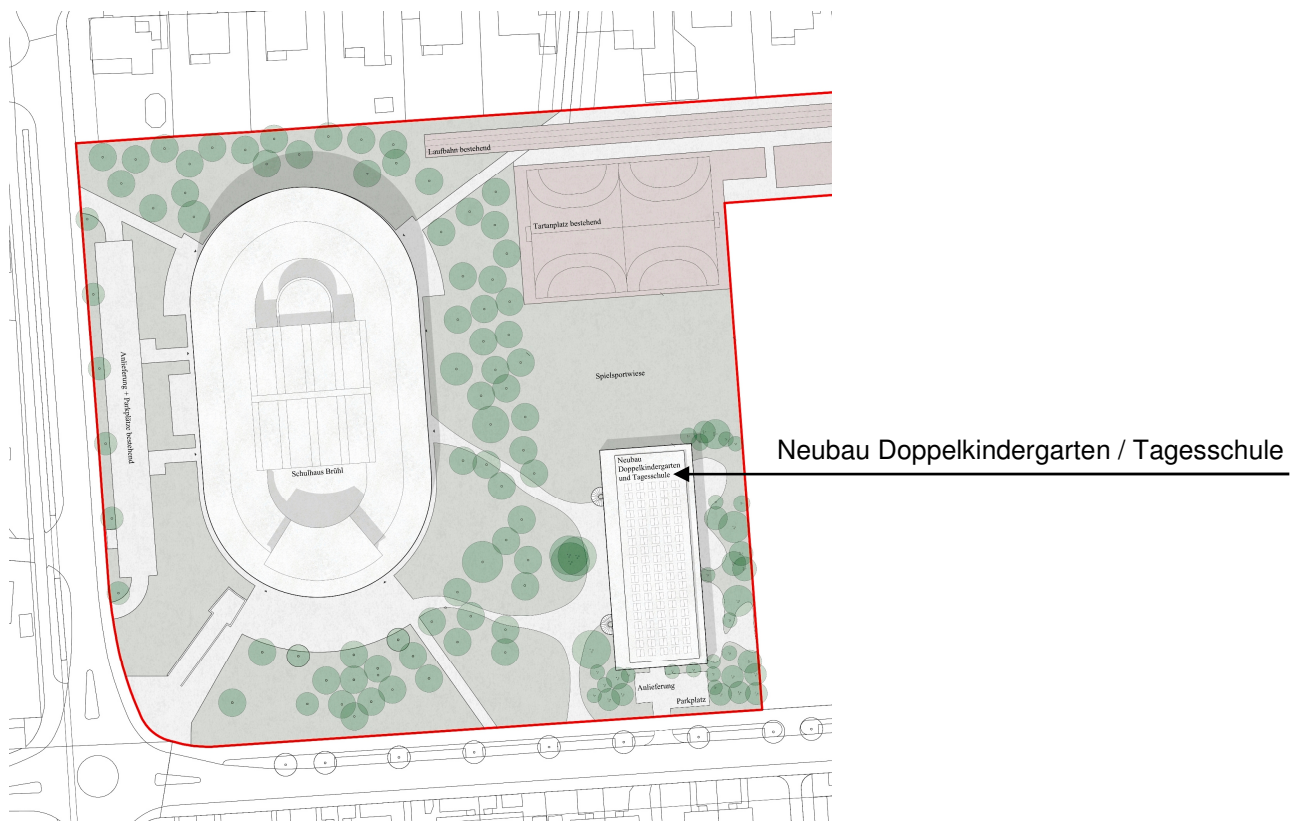 Laufbahn bestehend
Tartanplatz bestehend
Anlieferung + Parkplätze bestehend
Spielsportwiese
Neubau Doppelkindergarten / Tagesschule
Neubau
Doppelkindergarten
und Tagesschule
Schulhaus Brühl
Anlieferung
Parkplatz